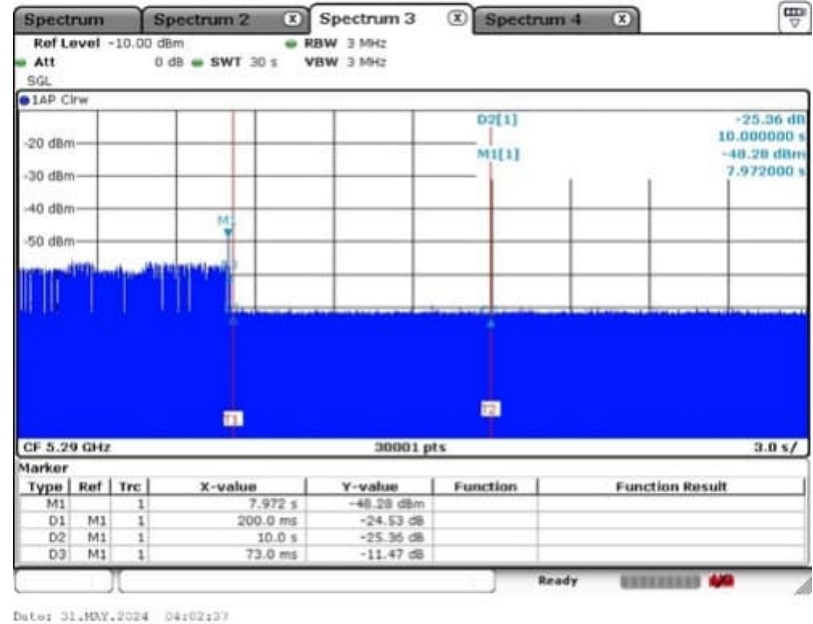 Spectrum Spectrum 2 X Spectrum 3 X Spectrum 4 X
Ref Level -10.00 dBm RBW 3 MHz
Att 0 dB SWT 30 s VBW 3 MHz
SGL
1AP Clrw
D2[1] -25.36 dB
10.000000 s
M1[1] -48.28 dBm
7.972000 s
-20 dBm
-30 dBm
-40 dBm
M1
-50 dBm
T1 T2
CF 5.29 GHz 30001 pts 3.0 s/
Marker
Type Ref Trc X-value Y-value Function Function Result
M1 1 7.972 s -48.28 dBm
D1 M1 1 200.0 ms -24.53 dB
D2 M1 1 10.0 s -25.36 dB
D3 M1 1 73.0 ms -11.47 dB
Ready
Date: 31.MAY.2024 04:02:37